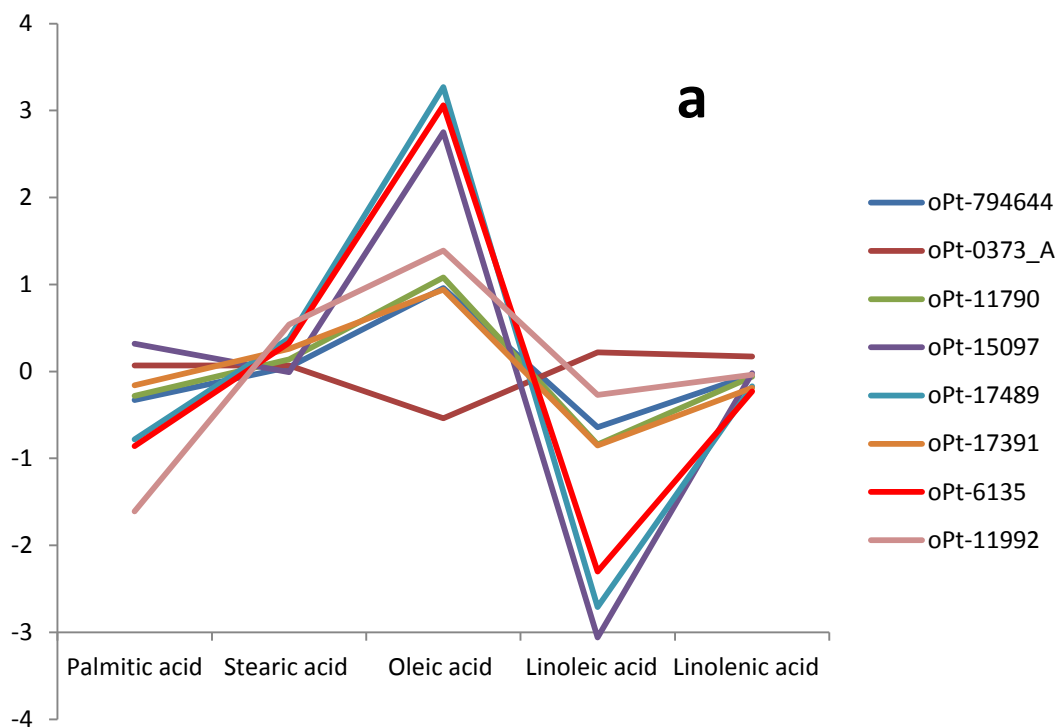 4
3
2
1
0
-1
-2
-3
-4
a
Palmitic acid Stearic acid Oleic acid Linoleic acid Linolenic acid
oPt-794644
oPt-0373_A
oPt-11790
oPt-15097
oPt-17489
oPt-17391
oPt-6135
oPt-11992